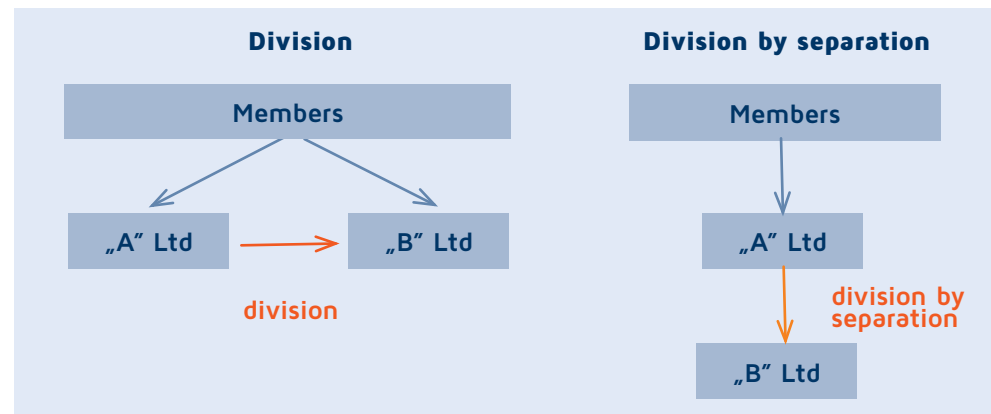 Division
Members
„A” Ltd
„B” Ltd
division
Division by separation
Members
„A” Ltd
division by
separation
„B” Ltd